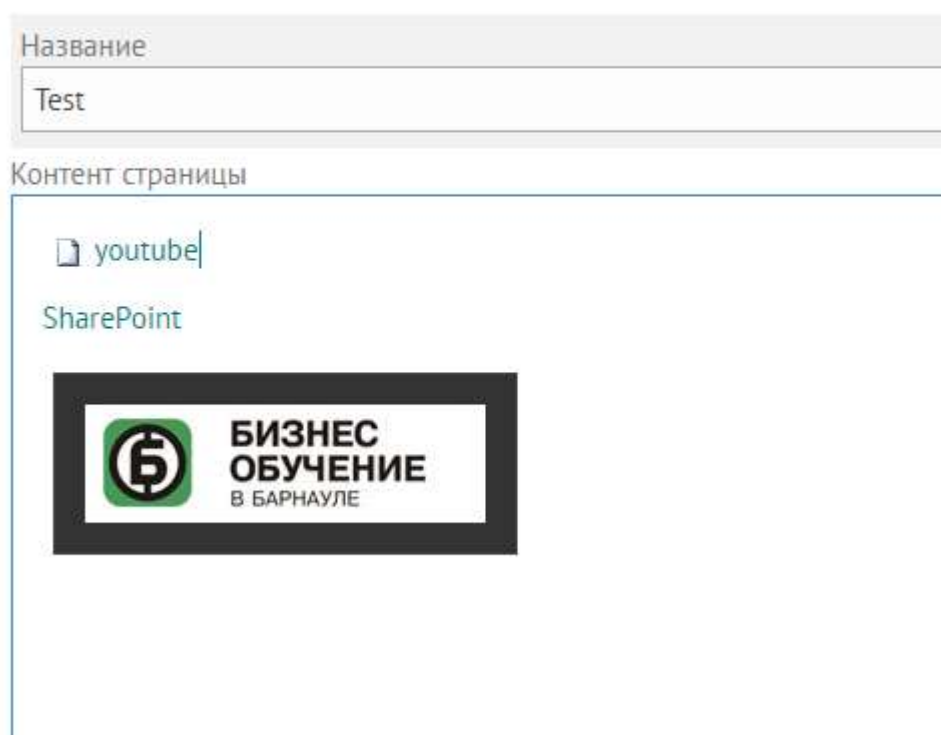 Название
Test
Контент страницы
youtube
SharePoint
БИЗНЕС
ОБУЧЕНИЕ
В БАРНАУЛЕ